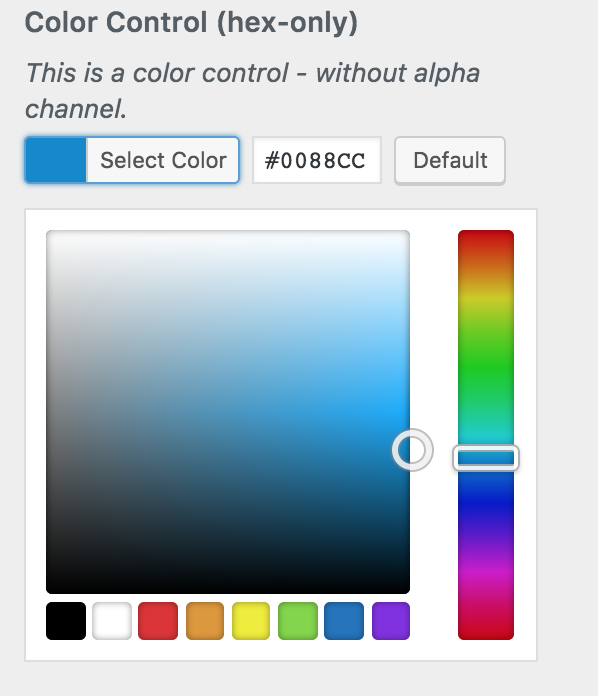 Color Control (hex-only)
This is a color control - without alpha
channel.
Select Color
#0088CC
Default